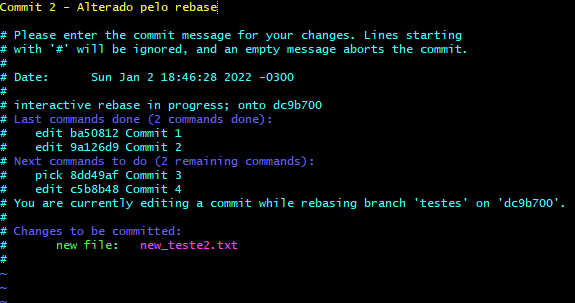 Commit 2 - Alterado pelo rebase

# Please enter the commit message for your changes. Lines starting
# with '#' will be ignored, and an empty message aborts the commit.
#
# Date:      Sun Jan 2 18:46:28 2022 -0300
#
# interactive rebase in progress; onto dc9b700
# Last commands done (2 commands done):
#    edit ba50812 Commit 1
#    edit 9a126d9 Commit 2
# Next commands to do (2 remaining commands):
#    pick 8dd49af Commit 3
#    edit c5b8b48 Commit 4
# You are currently editing a commit while rebasing branch 'testes' on 'dc9b700'.
#
# Changes to be committed:
#       new file:   new_teste2.txt
#
~
~
~